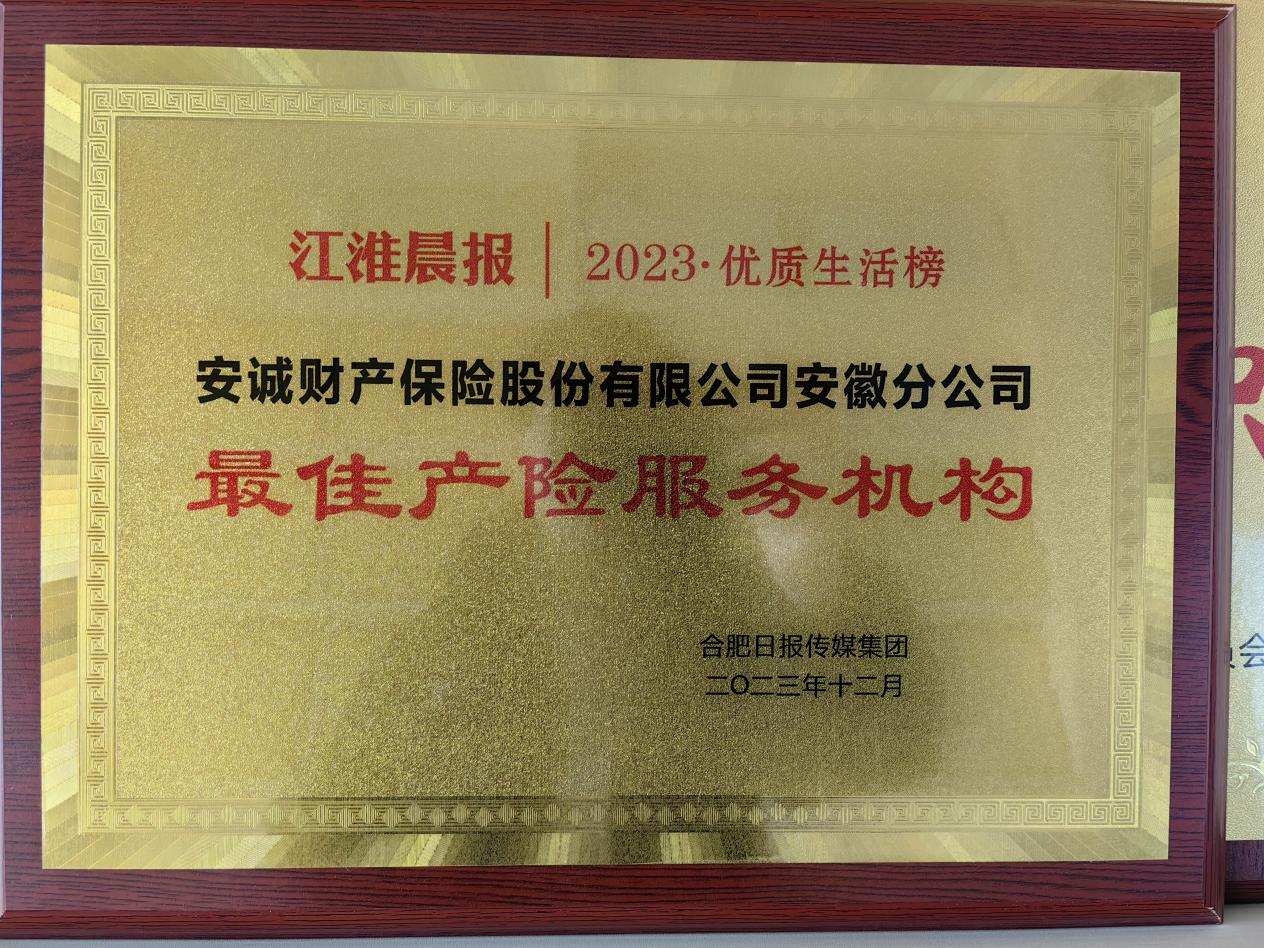 江淮晨报 | 2023·优质生活榜
安诚财产保险股份有限公司安徽分公司
最佳产险服务机构
合肥日报传媒集团
二〇二三年十二月
会